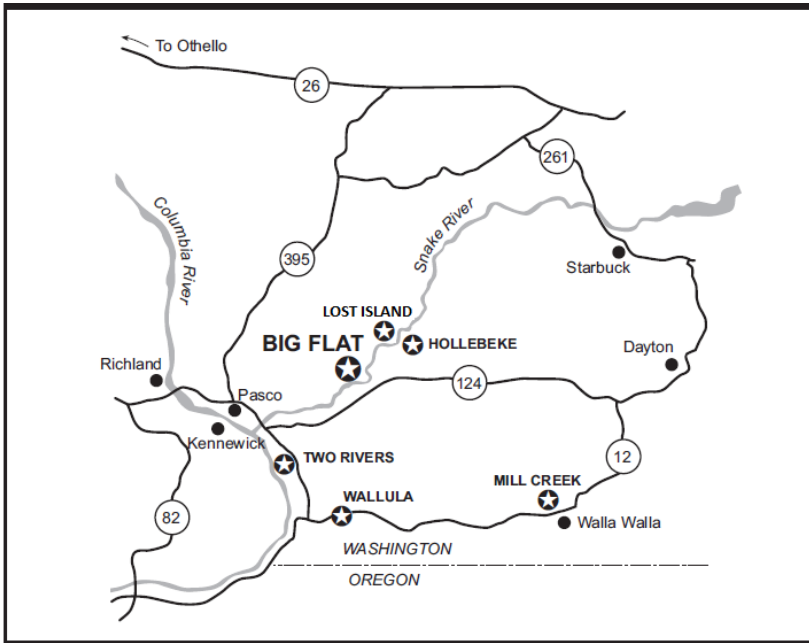 To Othello
26
261
Columbia River
Snake River
395
Starbuck
LOST ISLAND
HOLLEBEKE
BIG FLAT
Dayton
Richland
124
Pasco
Kennewick
TWO RIVERS
12
MILL CREEK
WALLULA
82
Walla Walla
WASHINGTON
OREGON